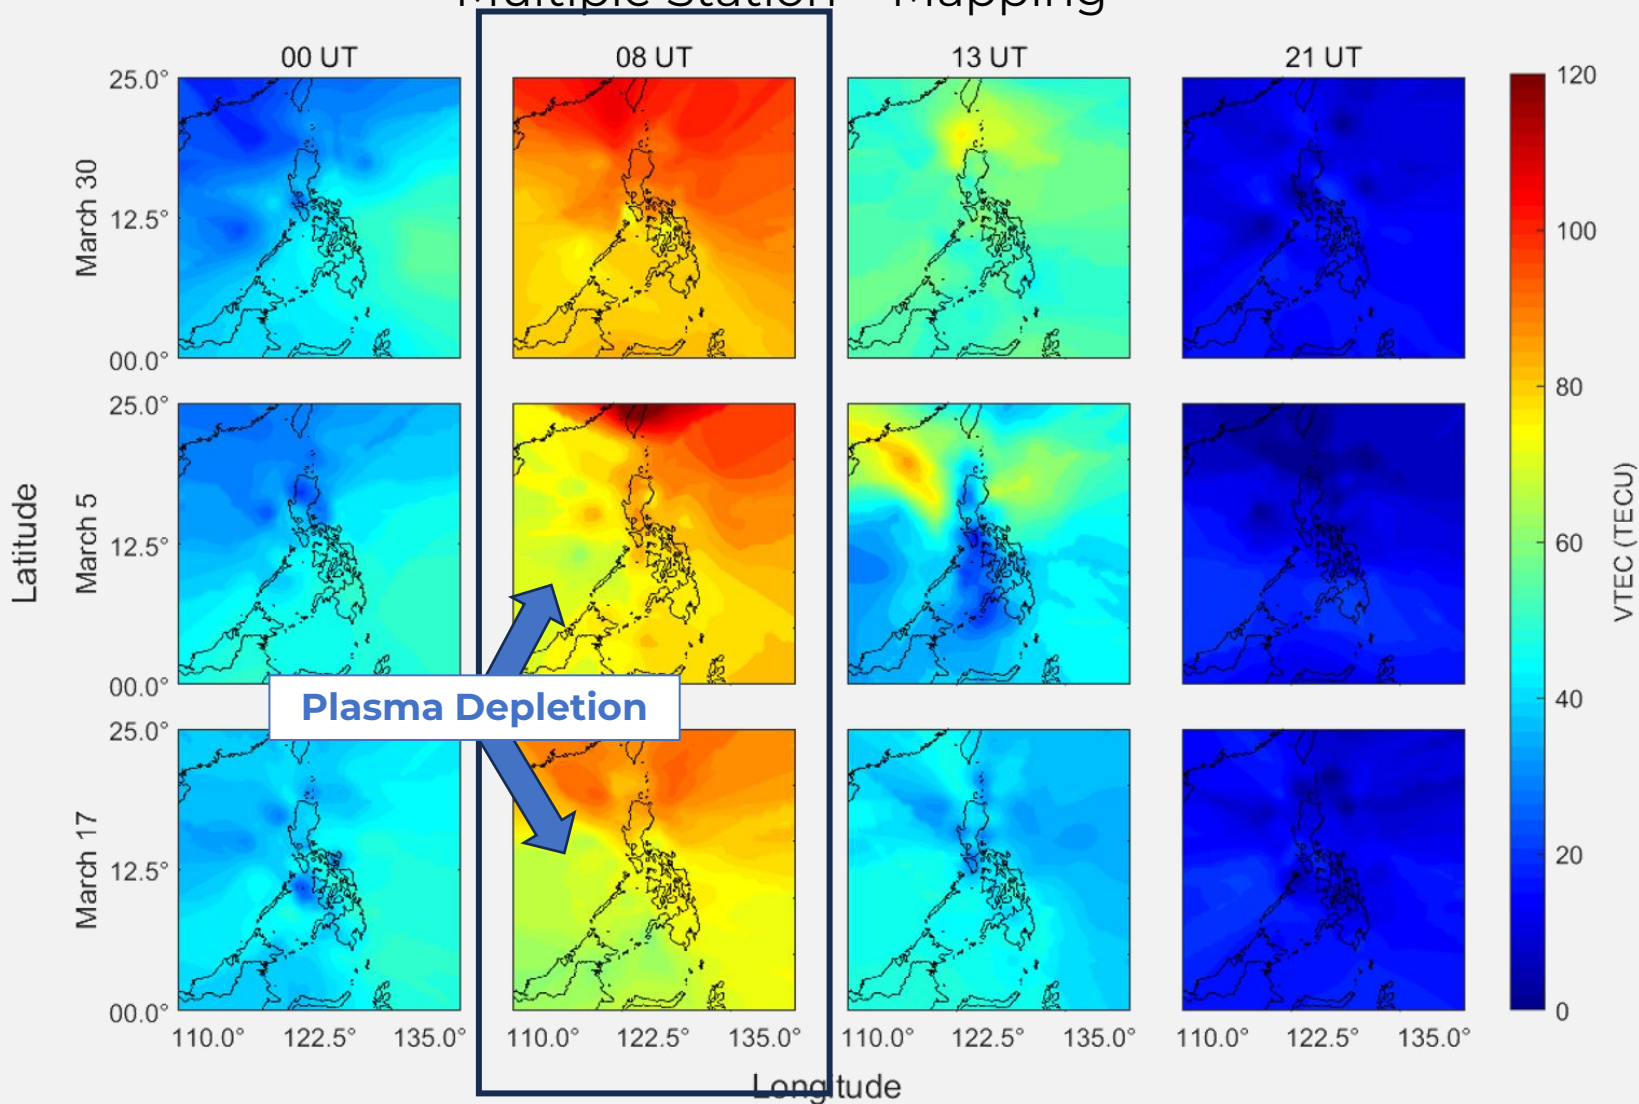 Multiple Station - Mapping
00 UT
08 UT
13 UT
21 UT
Latitude
March 30
25.0°
12.5°
00.0°
March 5
25.0°
12.5°
00.0°
Plasma Depletion
March 17
25.0°
12.5°
00.0°
110.0° 122.5° 135.0°
110.0° 122.5° 135.0°
110.0° 122.5° 135.0°
110.0° 122.5° 135.0°
Longitude
120
100
80
60
40
20
0
VTEC (TECU)